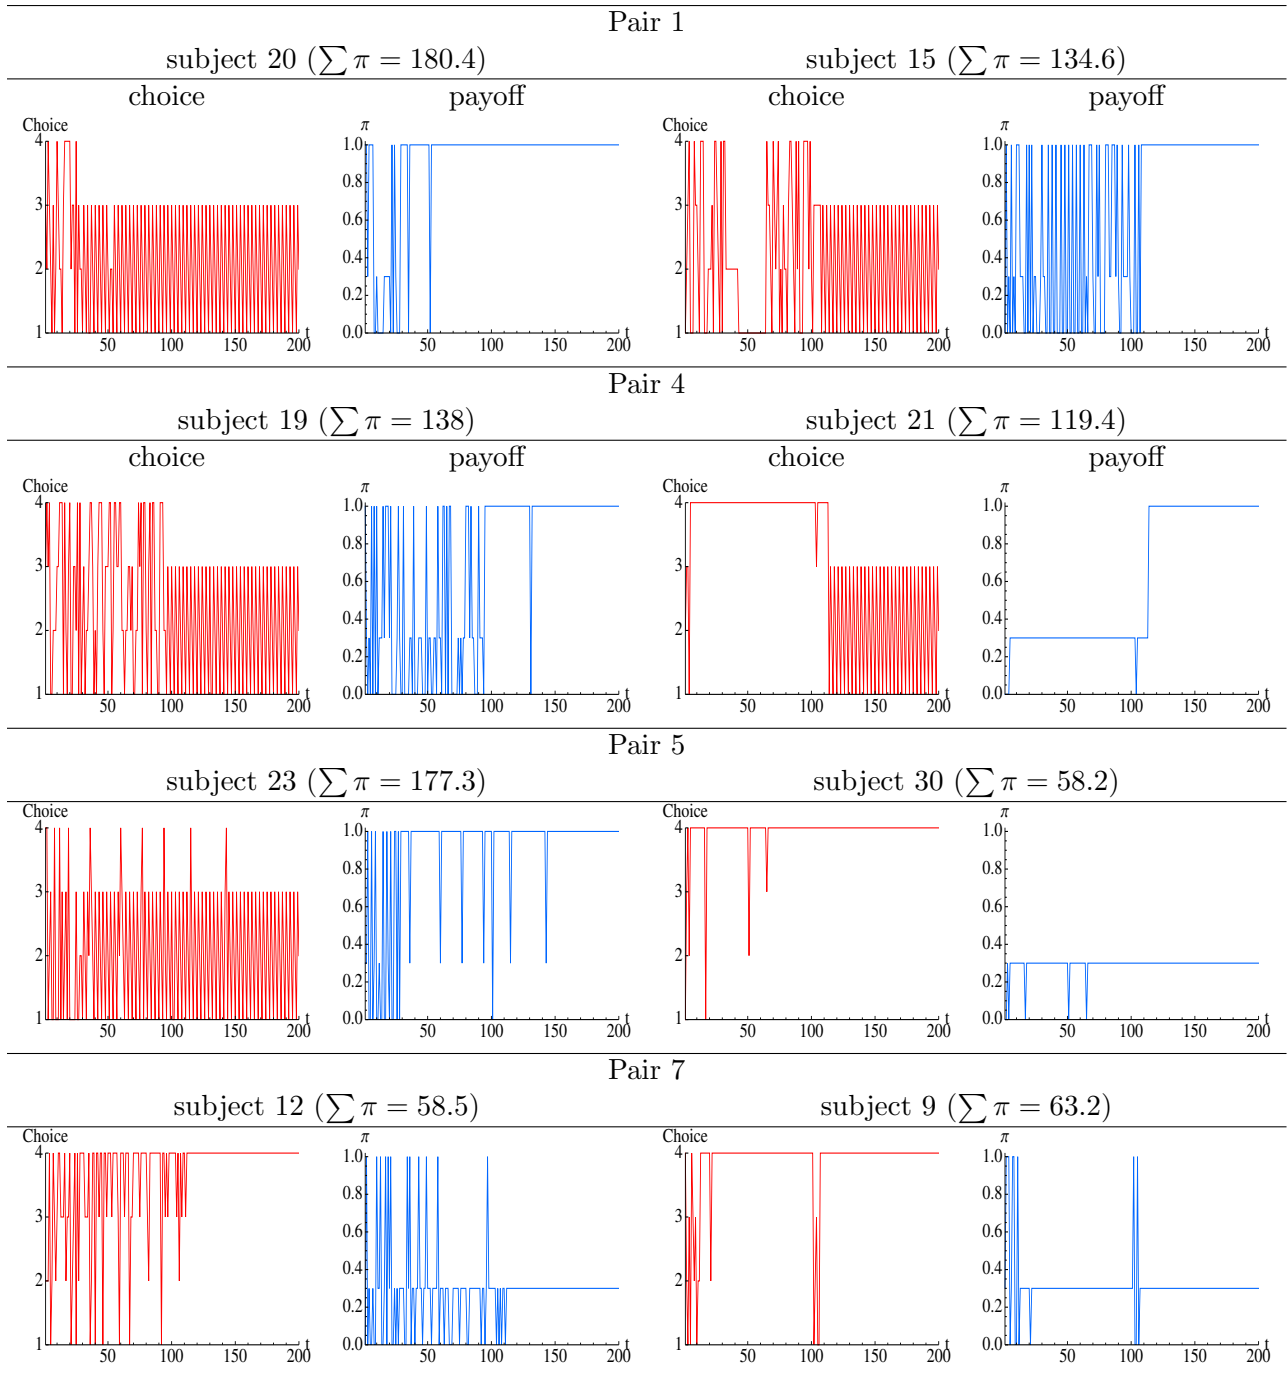 Pair 1
subject 20 (∑ π = 180.4) subject 15 (∑ π = 134.6)
choice payoff choice payoff
Choice π Choice π
4 3 2 1 50 100 150 200 t
1.0 0.8 0.6 0.4 0.2 0.0 50 100 150 200
4 3 2 1 50 100 150 200 t
1.0 0.8 0.6 0.4 0.2 0.0 50 100 150 200
Pair 4
subject 19 (∑ π = 138) subject 21 (∑ π = 119.4)
choice payoff choice payoff
Choice π Choice π
4 3 2 1 50 100 150 200 t
1.0 0.8 0.6 0.4 0.2 0.0 50 100 150 200
4 3 2 1 50 100 150 200 t
1.0 0.8 0.6 0.4 0.2 0.0 50 100 150 200
Pair 5
subject 23 (∑ π = 177.3) subject 30 (∑ π = 58.2)
Choice π Choice π
4 3 2 1 50 100 150 200 t
1.0 0.8 0.6 0.4 0.2 0.0 50 100 150 200
4 3 2 1 50 100 150 200 t
1.0 0.8 0.6 0.4 0.2 0.0 50 100 150 200
Pair 7
subject 12 (∑ π = 58.5) subject 9 (∑ π = 63.2)
Choice π Choice π
4 3 2 1 50 100 150 200 t
1.0 0.8 0.6 0.4 0.2 0.0 50 100 150 200
4 3 2 1 50 100 150 200 t
1.0 0.8 0.6 0.4 0.2 0.0 50 100 150 200